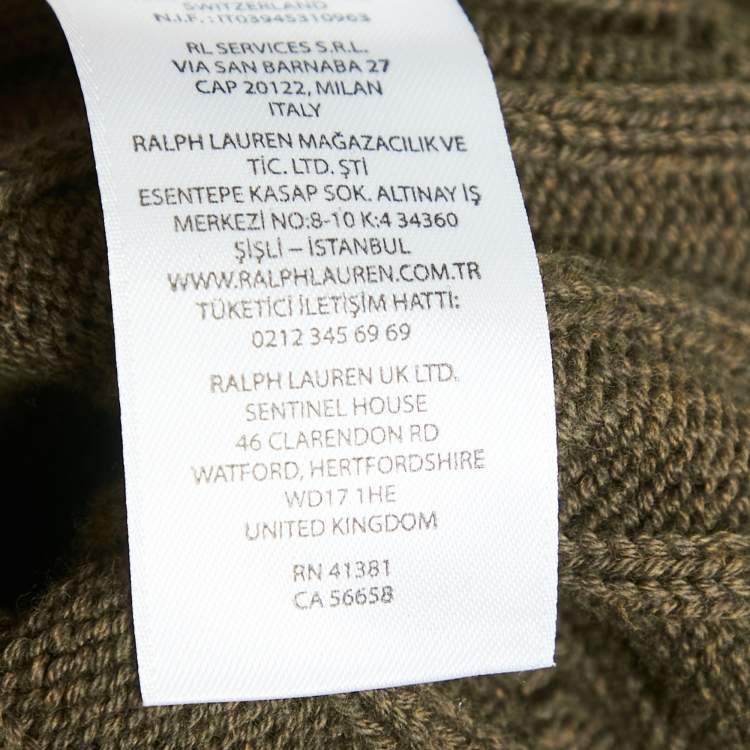 SWITZERLAND
N.I.F.: IT03945310963
RL SERVICES S.R.L.
VIA SAN BARNABA 27
CAP 20122, MILAN
ITALY
RALPH LAUREN MAĞAZACILIK VE
TİC. LTD. ŞTİ
ESENTEPE KASAP SOK. ALTINAY İŞ
MERKEZİ NO:8-10 K:4 34360
ŞİŞLİ – İSTANBUL
WWW.RALPHLAUREN.COM.TR
TÜKETİCİ İLETİŞİM HATTI:
0212 345 69 69
RALPH LAUREN UK LTD.
SENTINEL HOUSE
46 CLARENDON RD
WATFORD, HERTFORDSHIRE
WD17 1HE
UNITED KINGDOM
RN 41381
CA 56658